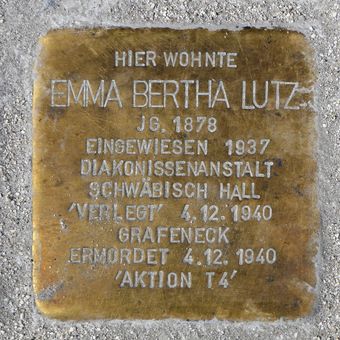 HIER WOHNTE
EMMA BERTHA LUTZ
JG. 1878
EINGEWIESEN 1937
DIAKONISSENANSTALT
SCHWÄBISCH HALL
'VERLEGT' 4.12.1940
GRAFENECK
ERMORDET 4.12.1940
'AKTION T4'